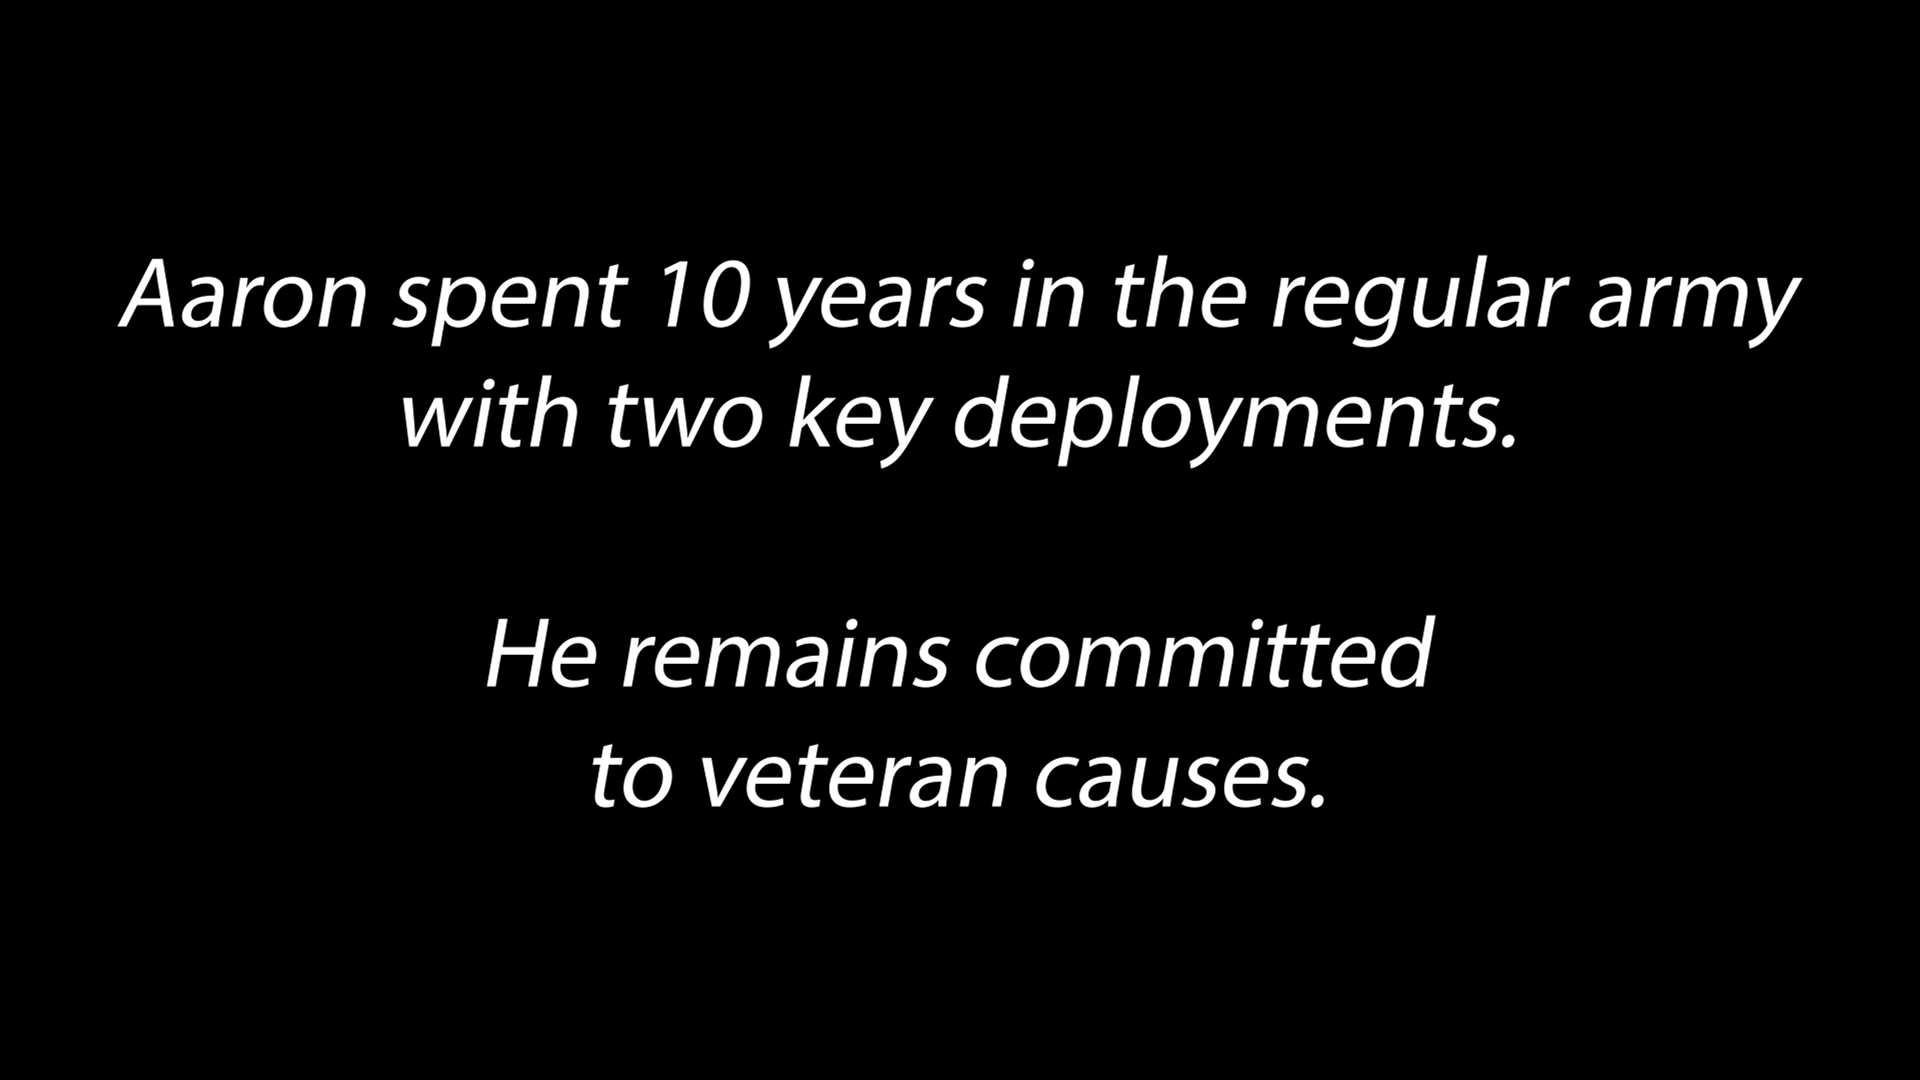 Aaron spent 10 years in the regular army
with two key deployments.
He remains committed
to veteran causes.